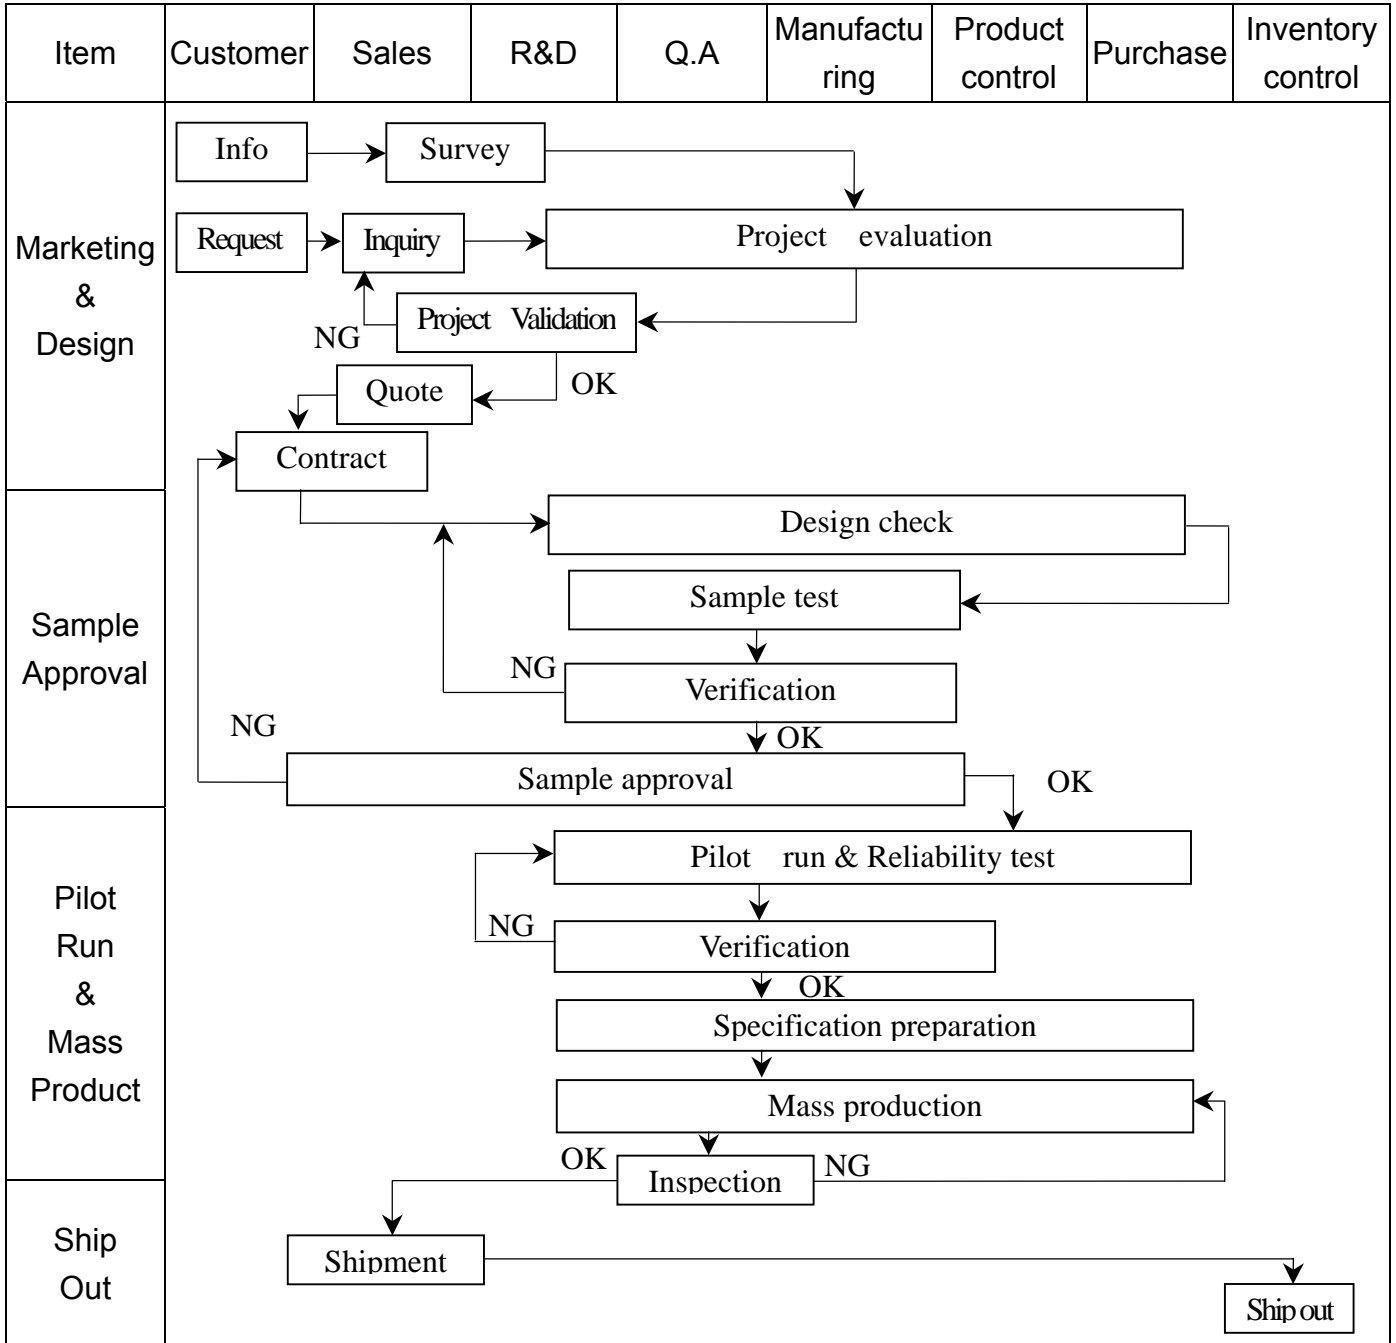 Item
Customer
Sales
R&D
Q.A
Manufactu
ring
Product
control
Purchase
Inventory
control
Marketing
&
Design
Info
Survey
Request
Inquiry
Project evaluation
NG
Project Validation
Quote
OK
Contract
Sample
Approval
Design check
Sample test
NG
Verification
NG
OK
Sample approval
OK
Pilot
Run
&
Mass
Product
Pilot run & Reliability test
NG
Verification
OK
Specification preparation
Mass production
OK
Inspection
NG
Ship
Out
Shipment
Ship out